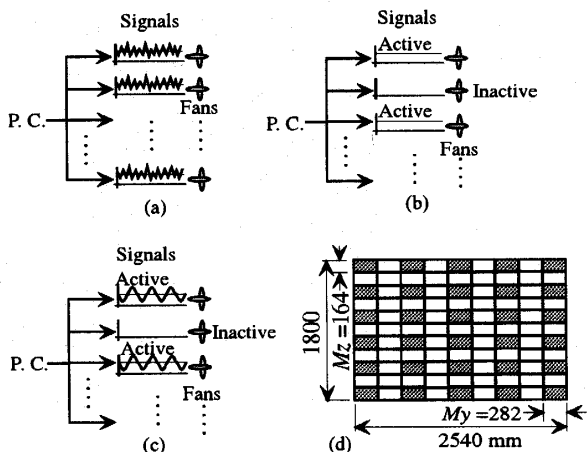 Signals
Fans
P. C.
(a)
Signals
Active
Inactive
Active
P. C.
Fans
(b)
Signals
Active
Inactive
Active
P. C.
Fans
(c)
1800
Mz =164
My =282
2540 mm
(d)